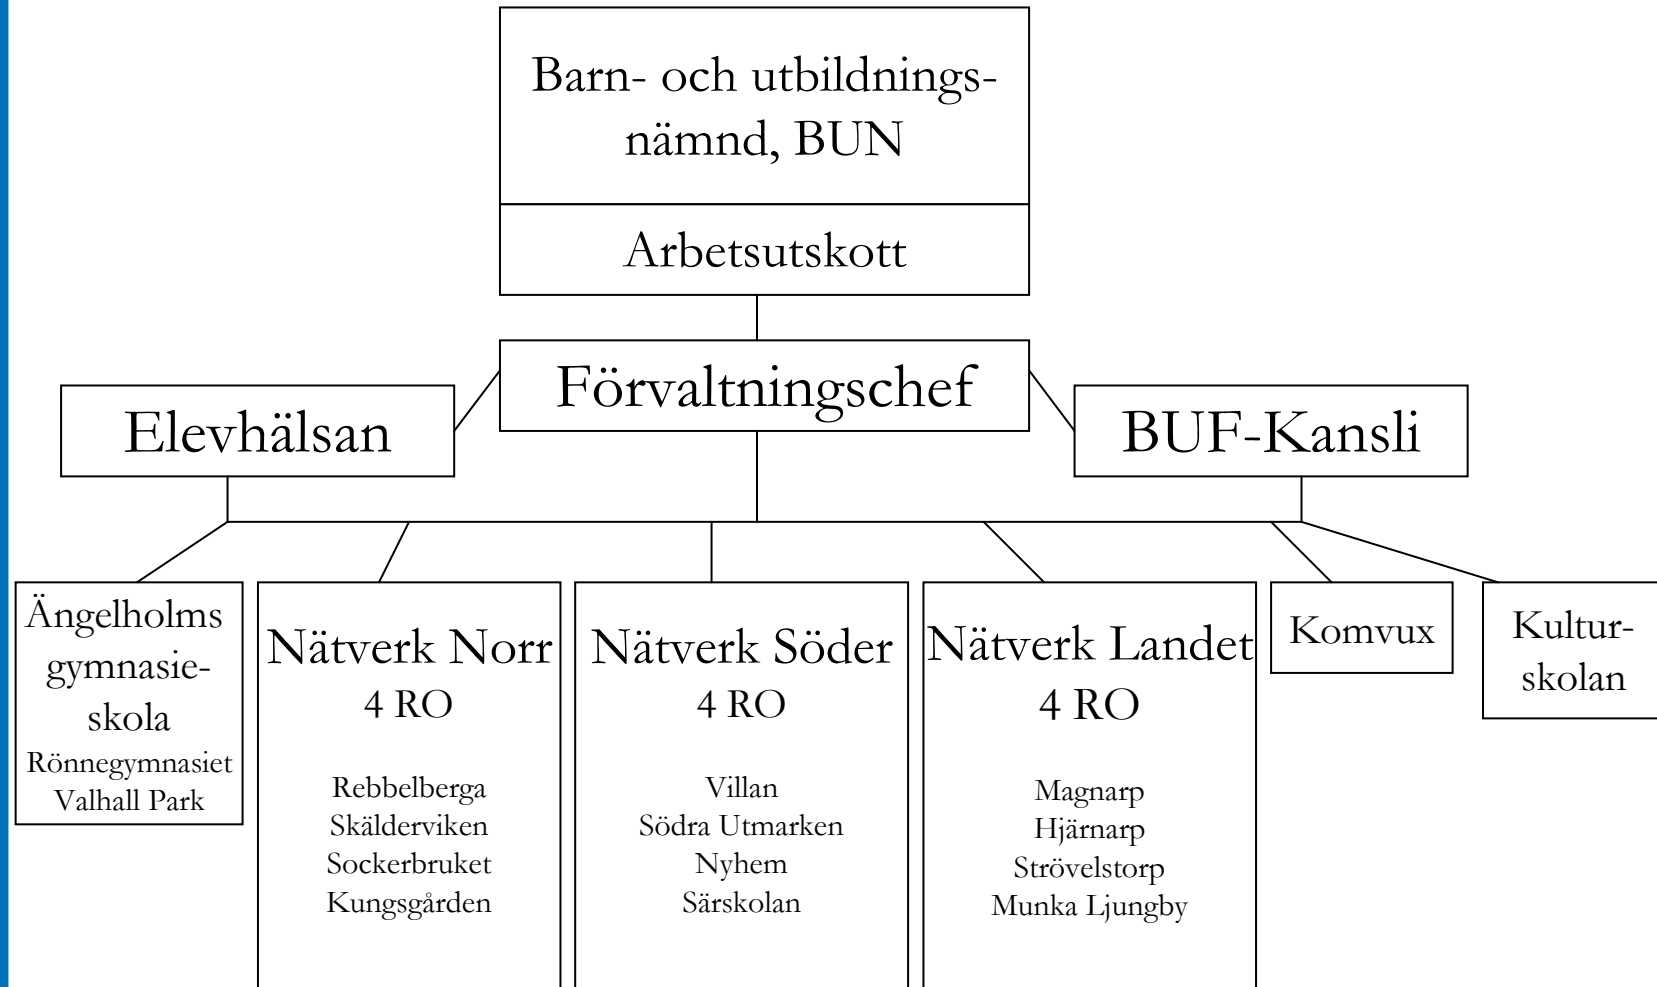 Barn- och utbildnings-
nämnd, BUN
Arbetsutskott
Förvaltningschef
Elevhälsan
BUF-Kansli
Ängelholms
gymnasie-
skola
Rönnegymnasiet
Valhall Park
Nätverk Norr
4 RO
Rebbelberga
Skälderviken
Sockerbruket
Kungsgården
Nätverk Söder
4 RO
Villan
Södra Utmarken
Nyhem
Särskolan
Nätverk Landet
4 RO
Magnarp
Hjärnarp
Strövelstorp
Munka Ljungby
Komvux
Kultur-
skolan